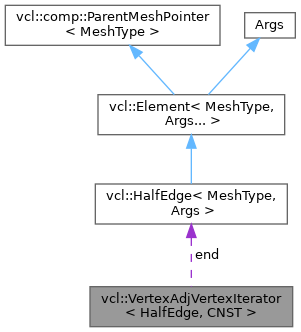 vcl::comp::ParentMeshPointer
< MeshType >
Args
vcl::Element< MeshType,
Args... >
vcl::HalfEdge< MeshType,
Args >
end
vcl::VertexAdjVertexIterator
< HalfEdge, CNST >